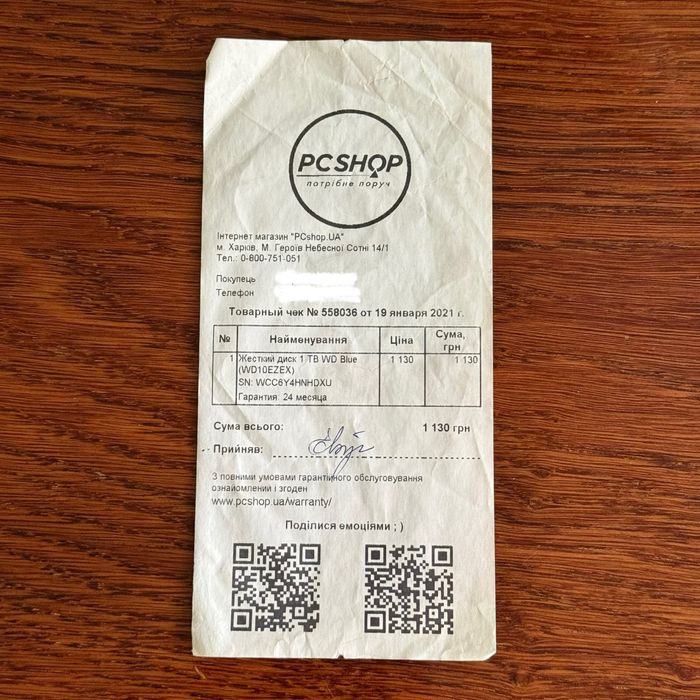 PCSHOP
потрібне поруч
Інтернет магазин "PCshop.UA"
м. Харків, М. Героїв Небесної Сотні 14/1
Тел.: 0-800-751-051
Покупець
Телефон
Товарный чек № 558036 от 19 января 2021 г.
№ Найменування Ціна Сума, грн
1 Жесткий диск 1 TB WD Blue 1 130 1 130
(WD10EZEX)
SN: WCC6Y4HNHDXU
Гарантия: 24 месяца
Сума всього: 1 130 грн
Прийняв:
З повними умовами гарантійного обслуговування
ознайомлений і згоден
www.pcshop.ua/warranty/
Поділися емоціями ; )